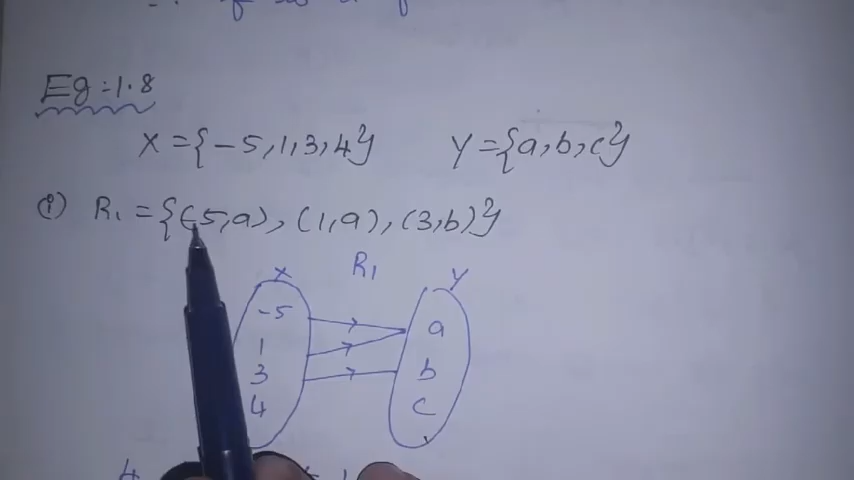 Eg:1.8
X={-5,1,3,4} Y={a,b,c}
(i) R₁={(-5,a),(1,a),(3,b)}
X R₁ Y
-5 a
1
3 b
4 c